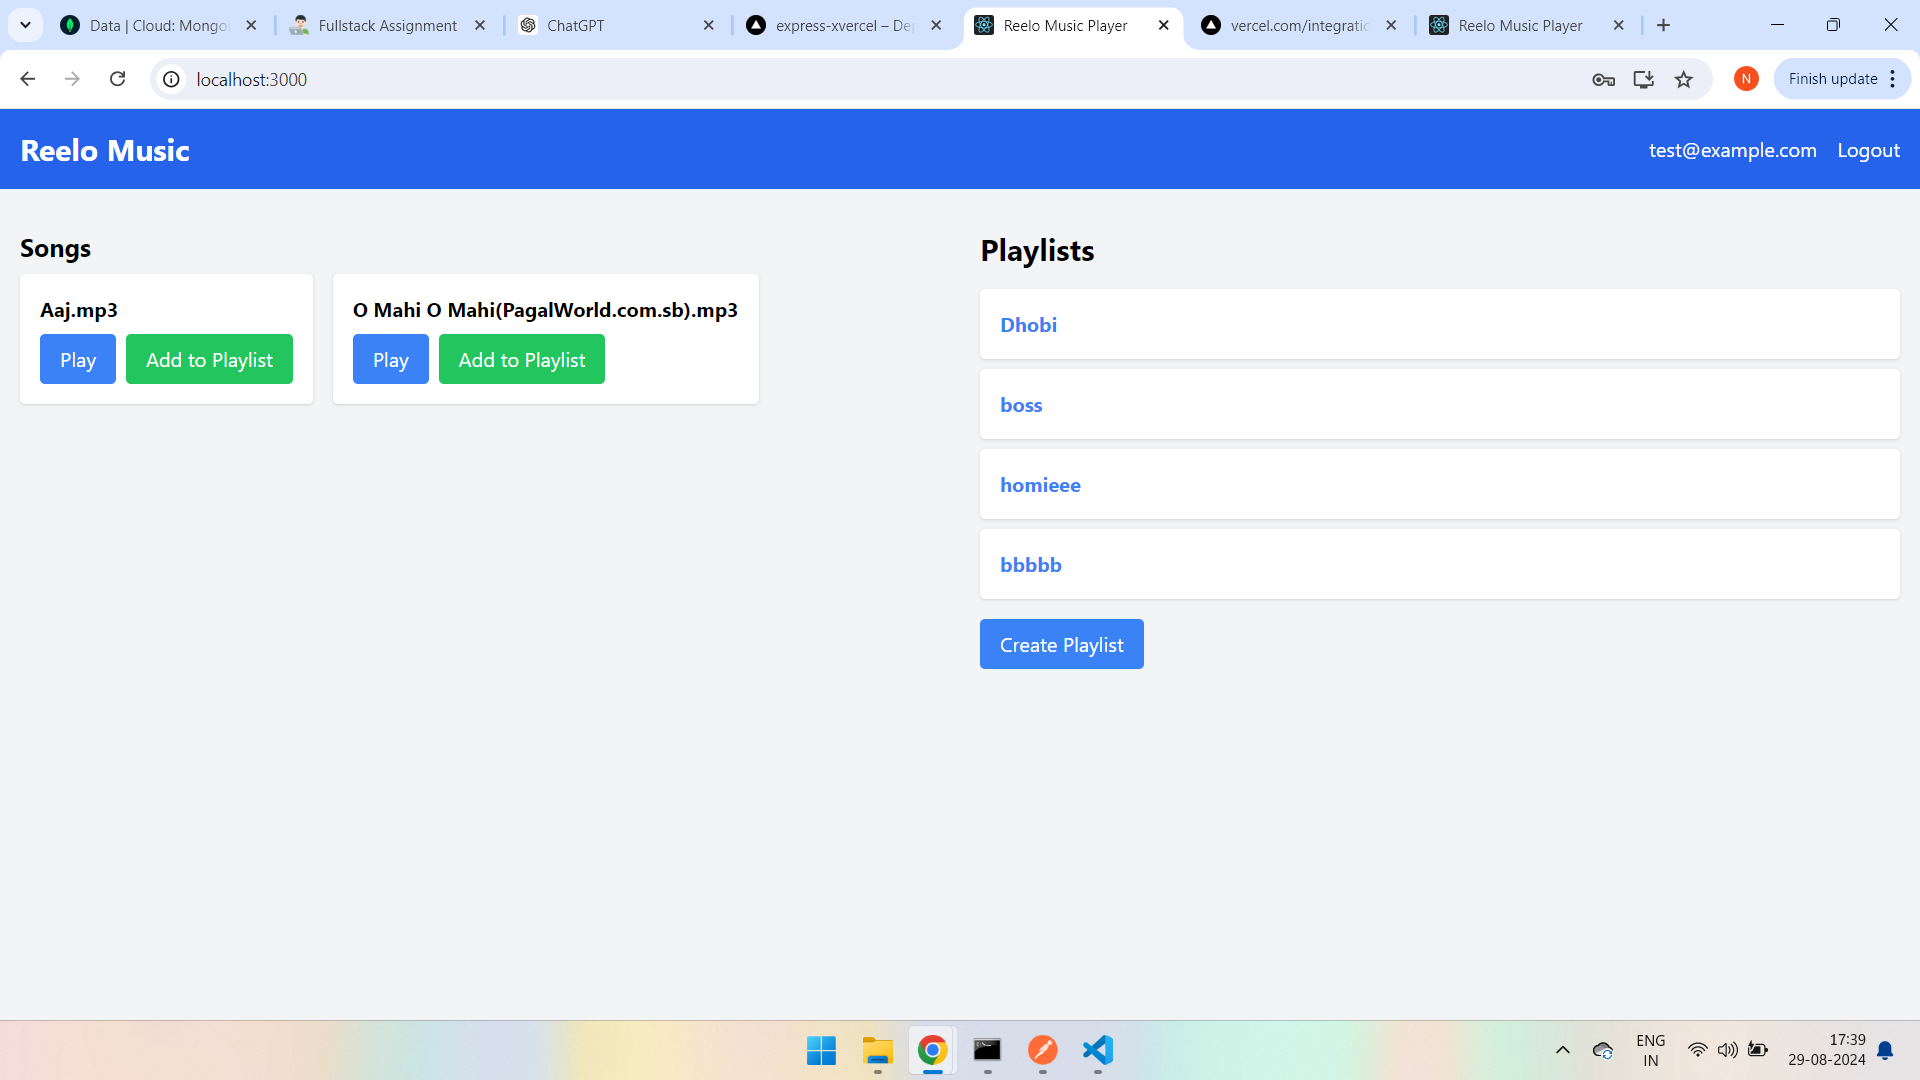 Data | Cloud: Mongo
Fullstack Assignment
ChatGPT
express-xvercel – De
Reelo Music Player
vercel.com/integrati
Reelo Music Player
localhost:3000
N
Finish update
Reelo Music
test@example.com
Logout
Songs
Aaj.mp3
Play
Add to Playlist
O Mahi O Mahi(PagalWorld.com.sb).mp3
Play
Add to Playlist
Playlists
Dhobi
boss
homieee
bbbbb
Create Playlist
ENG
IN
17:39
29-08-2024